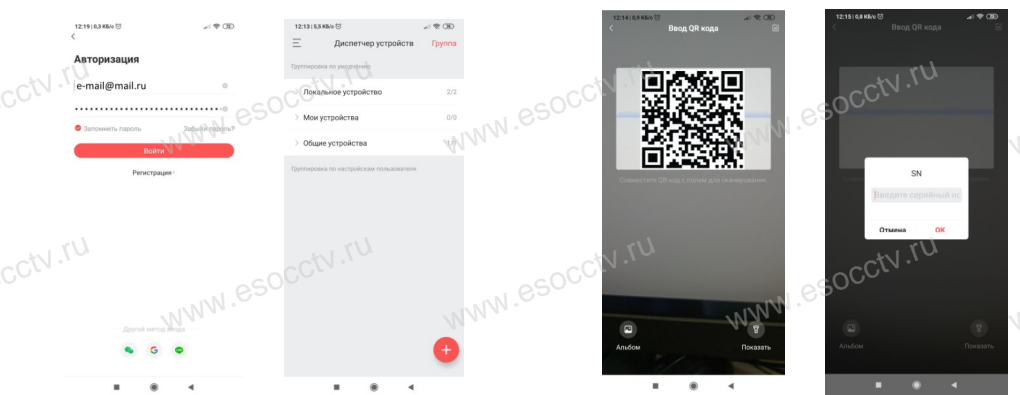 12:19 | 0,3 КБ/с
Авторизация
e-mail@mail.ru
Запомнить пароль
Забыли пароль?
Войти
Регистрация
Другой метод входа
12:13 | 5,5 КБ/с
Диспетчер устройств
Группа
Группировка по умолчанию
Локальное устройство
2/2
Мои устройства
0/0
Общие устройства
Группировка по настройкам пользователя
12:14 | 0,9 КБ/с
Ввод QR кода
Совместите QR код с полем для сканирования
Альбом
Показать
12:15 | 0,8 КБ/с
Ввод QR кода
SN
Введите серийный но
Отмена
OK
Альбом
Показать
www.esocctv.ru
www.esocctv.ru
www.esocctv.ru
www.esocctv.ru